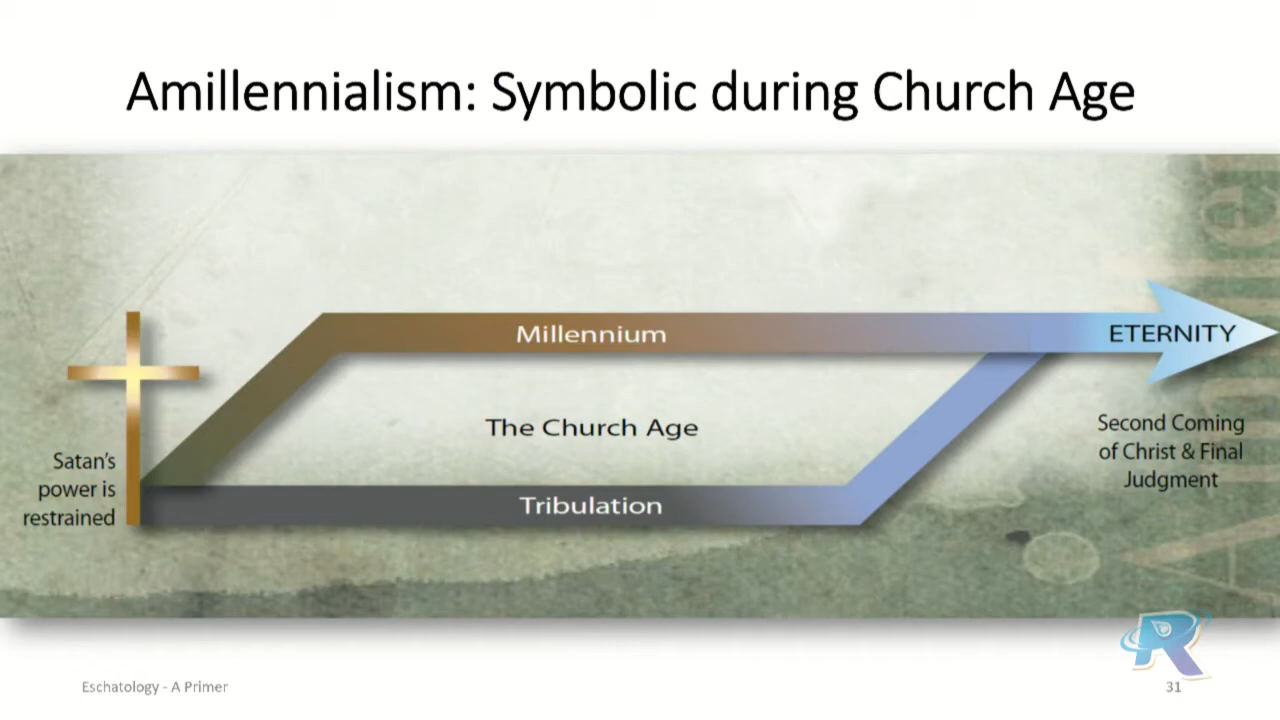 Amillennialism: Symbolic during Church Age
Millennium
ETERNITY
The Church Age
Second Coming
of Christ & Final
Judgment
Satan's
power is
restrained
Tribulation
R
Eschatology - A Primer
31